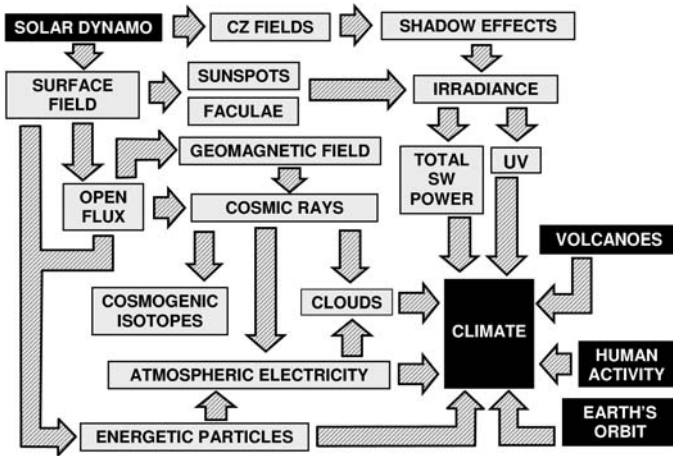 SOLAR DYNAMO
CZ FIELDS
SHADOW EFFECTS
SURFACE
FIELD
SUNSPOTS
FACULAE
IRRADIANCE
GEOMAGNETIC FIELD
TOTAL
SW
POWER
UV
OPEN
FLUX
COSMIC RAYS
VOLCANOES
COSMOGENIC
ISOTOPES
CLOUDS
CLIMATE
HUMAN
ACTIVITY
ATMOSPHERIC ELECTRICITY
EARTH'S
ORBIT
ENERGETIC PARTICLES